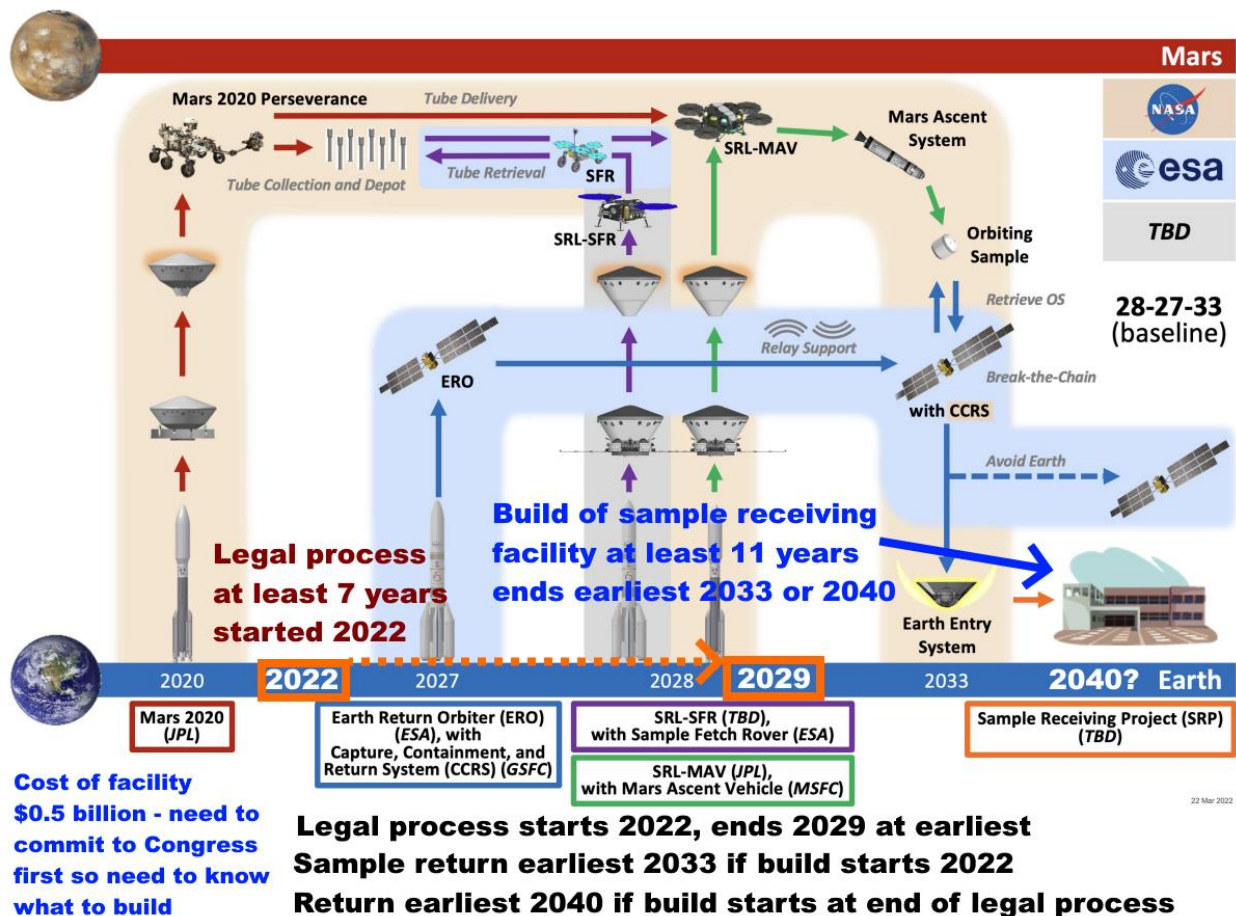 Mars
Mars 2020 Perseverance
Tube Delivery
SRL-MAV
Mars Ascent
System
NASA
esa
TBD
28-27-33
(baseline)
Tube Collection and Depot
Tube Retrieval
SFR
SRL-SFR
Orbiting
Sample
Retrieve OS
Relay Support
ERO
Break-the-Chain
with CCRS
Avoid Earth
Legal process
at least 7 years
started 2022
Build of sample receiving
facility at least 11 years
ends earliest 2033 or 2040
Earth Entry
System
2020
2022
2027
2028
2029
2033
2040?
Earth
Mars 2020
(JPL)
Earth Return Orbiter (ERO)
(ESA), with
Capture, Containment, and
Return System (CCRS) (GSFC)
SRL-SFR (TBD),
with Sample Fetch Rover (ESA)
SRL-MAV (JPL),
with Mars Ascent Vehicle (MSFC)
Sample Receiving Project (SRP)
(TBD)
22 Mar 2022
Cost of facility
$0.5 billion - need to
commit to Congress
first so need to know
what to build
Legal process starts 2022, ends 2029 at earliest
Sample return earliest 2033 if build starts 2022
Return earliest 2040 if build starts at end of legal process